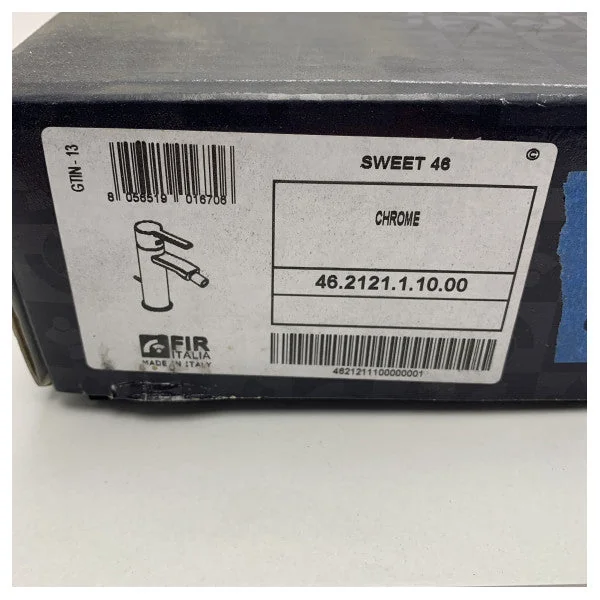 GTIN - 13
8 056519 016706
SWEET 46
©
CHROME
46.2121.1.10.00
FIR
ITALIA
MADE IN ITALY
4621211100000001